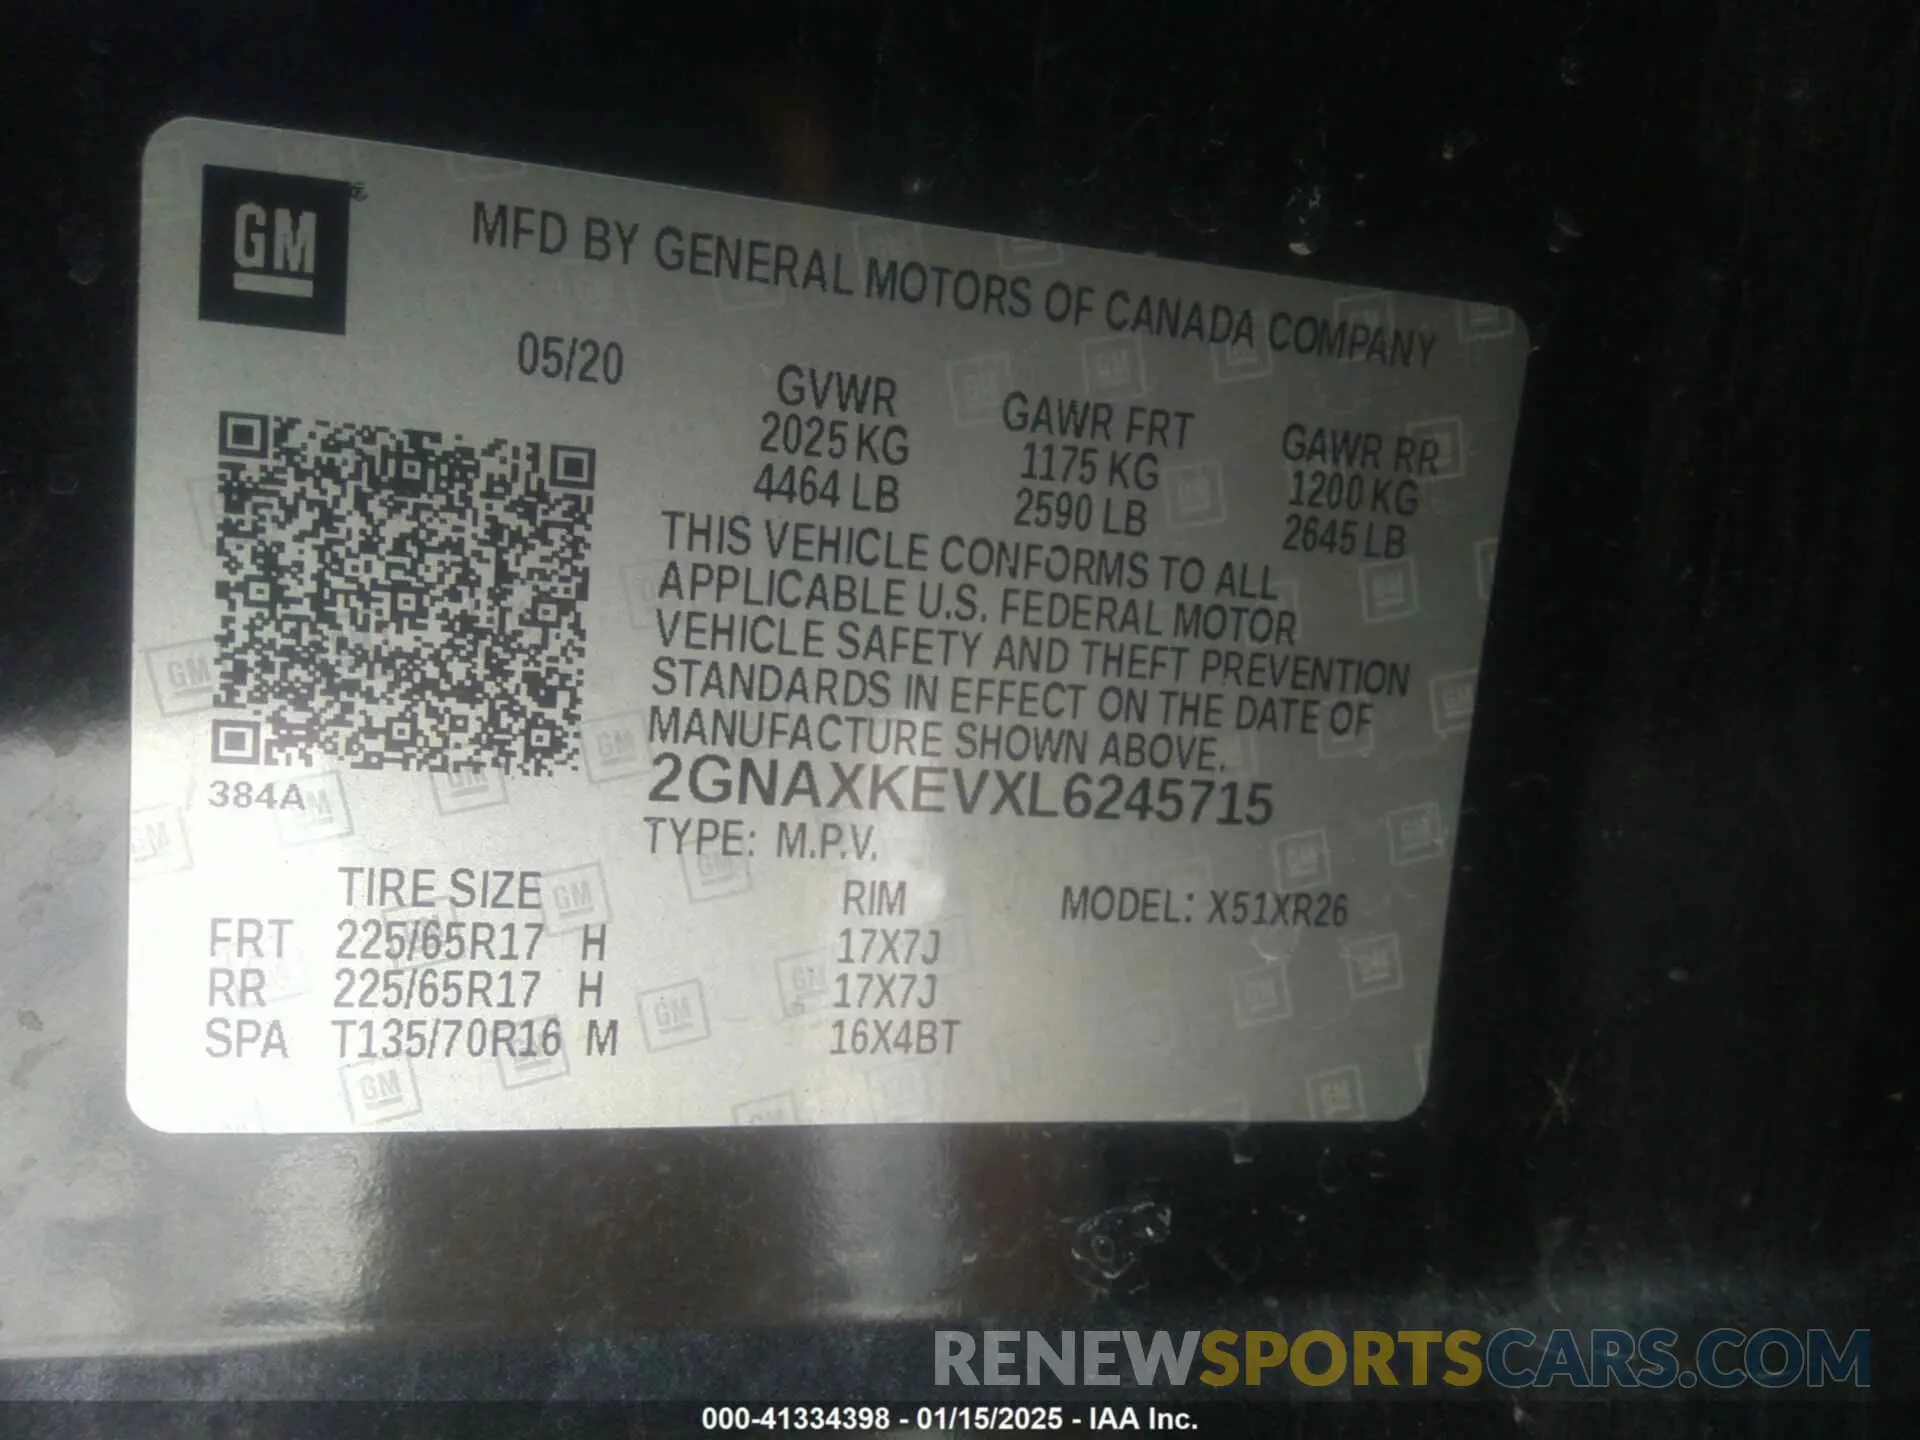 GM
MFD BY GENERAL MOTORS OF CANADA COMPANY
05/20
GVWR
2025 KG
4464 LB
GAWR FRT
1175 KG
2590 LB
GAWR RR
1200 KG
2645 LB
THIS VEHICLE CONFORMS TO ALL
APPLICABLE U.S. FEDERAL MOTOR
VEHICLE SAFETY AND THEFT PREVENTION
STANDARDS IN EFFECT ON THE DATE OF
MANUFACTURE SHOWN ABOVE.
2GNAXKEVXL6245715
384A
TYPE: M.P.V.
TIRE SIZE RIM MODEL: X51XR26
FRT 225/65R17 H 17X7J
RR 225/65R17 H 17X7J
SPA T135/70R16 M 16X4BT
RENEWSPORTSCARS.COM
000-41334398 - 01/15/2025 - IAA Inc.